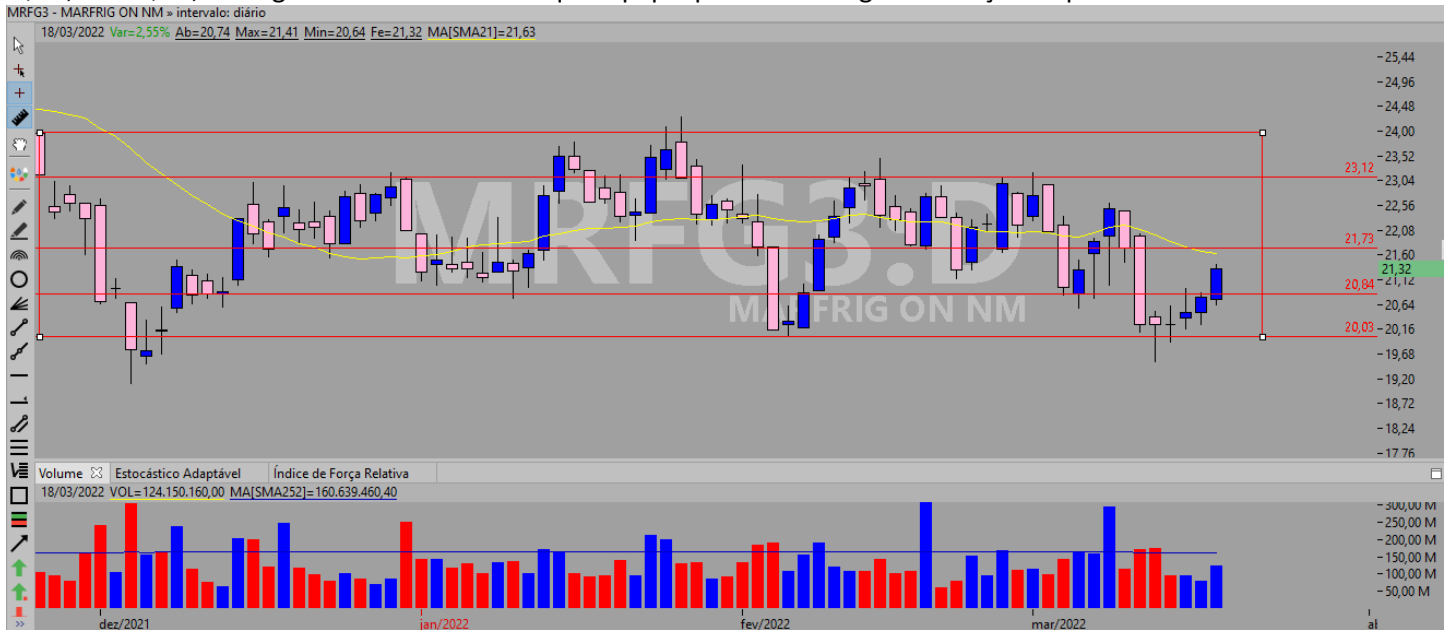 MRFG3 - MARFRIG ON NM » intervalo: diário
18/03/2022 Var=2,55% Ab=20,74 Max=21,41 Min=20,64 Fe=21,32 MA[SMA21]=21,63
25,44
24,96
24,48
24,00
23,52
23,12
23,04
22,56
22,08
21,73
21,60
21,32
21,12
20,84
20,64
20,03
20,16
19,68
19,20
18,72
18,24
17,76
MRFG3.D
MARFRIG ON NM
Volume Estocástico Adaptável Índice de Força Relativa
18/03/2022 VOL=124.150.160,00 MA[SMA252]=160.639.460,40
300,00 M
250,00 M
200,00 M
150,00 M
100,00 M
50,00 M
dez/2021 jan/2022 fev/2022 mar/2022